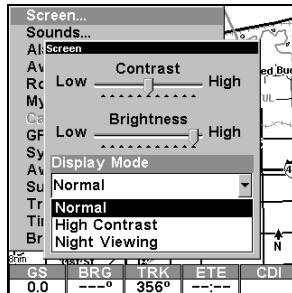 Screen...
Sounds...
Screen
Contrast
Low High
Brightness
Low High
Display Mode
Normal
Normal
High Contrast
Night Viewing
GS BRG TRK ETE CDI
0.0 ---° 356° --:--
N